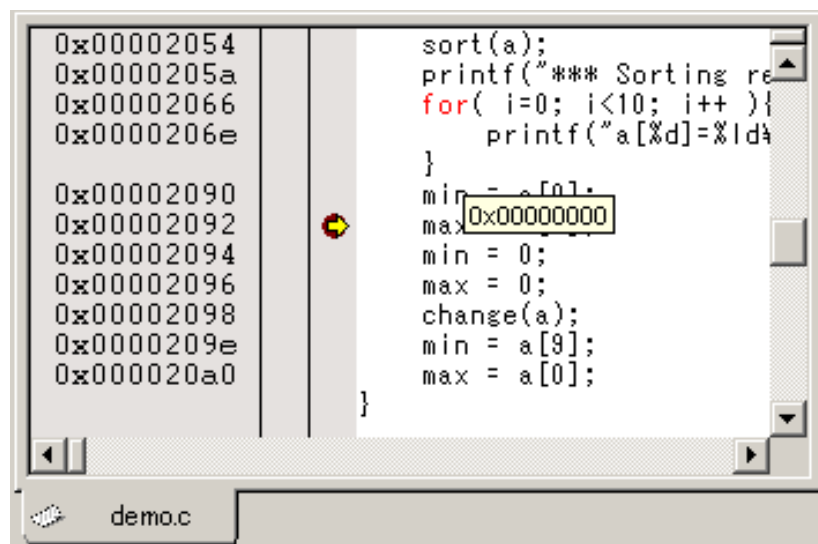 0x00002054 sort(a);
0x0000205a printf("*** Sorting re
0x00002066 for( i=0; i<10; i++ ){
0x0000206e printf("a[%d]=%ld¥
}
0x00002090 min = a[0];
0x00002092 max
0x00000000
0x00002094 min = 0;
0x00002096 max = 0;
0x00002098 change(a);
0x0000209e min = a[9];
0x000020a0 max = a[0];
}
demo.c